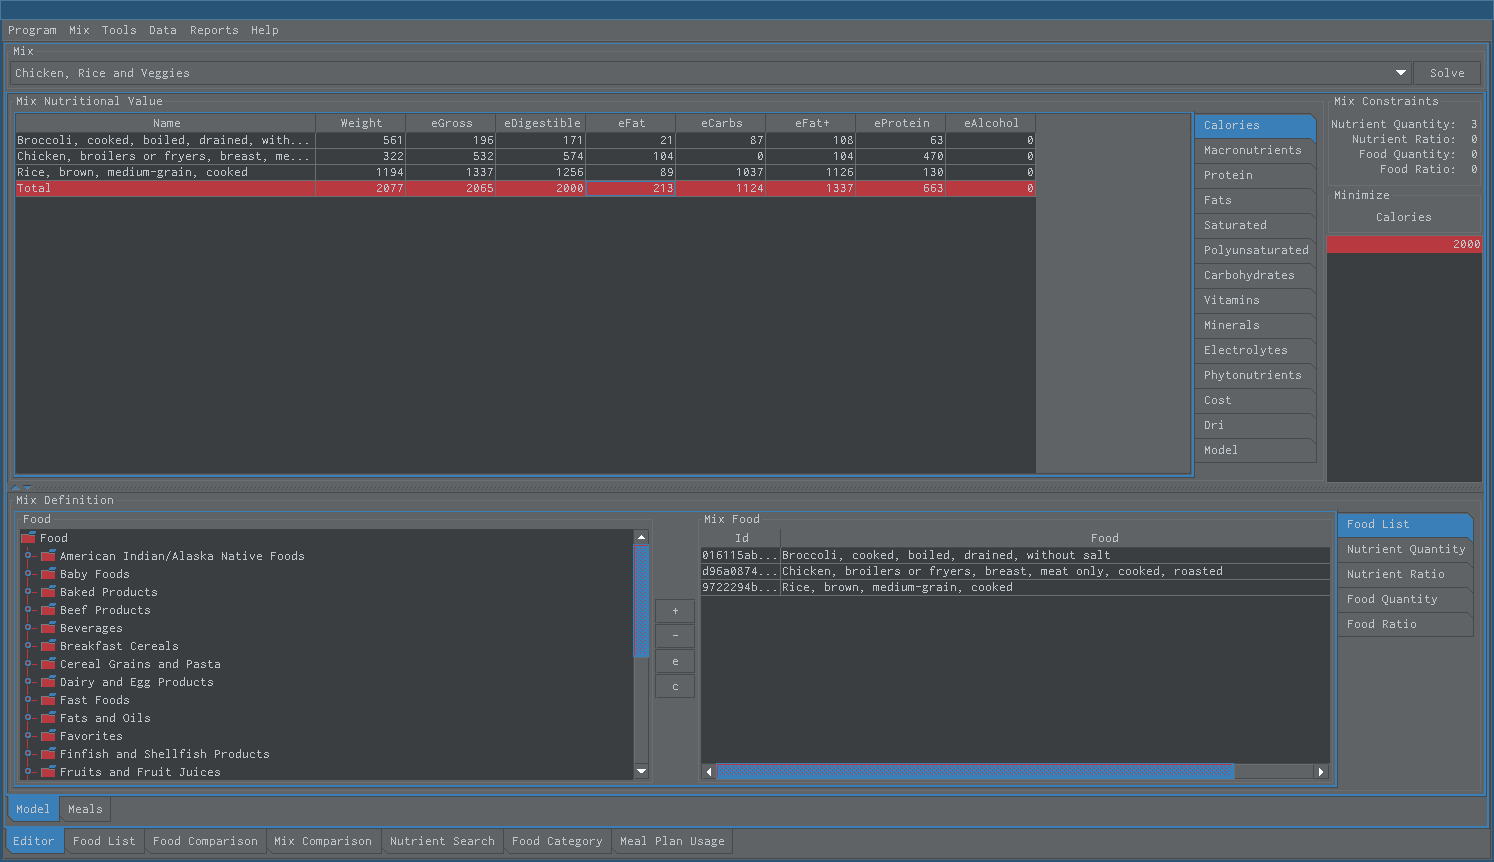 Program Mix Tools Data Reports Help
Mix
Chicken, Rice and Veggies
Solve
Mix Nutritional Value
Name Weight eGross eDigestible eFat eCarbs eFat+ eProtein eAlcohol
Broccoli, cooked, boiled, drained, with... 561 196 171 21 87 108 63 0
Chicken, broilers or fryers, breast, me... 322 532 574 104 0 104 470 0
Rice, brown, medium-grain, cooked 1194 1337 1256 89 1037 1126 130 0
Total 2077 2065 2000 213 1124 1337 663 0
Calories
Macronutrients
Protein
Fats
Saturated
Polyunsaturated
Carbohydrates
Vitamins
Minerals
Electrolytes
Phytonutrients
Cost
Dri
Model
Mix Constraints
Nutrient Quantity: 3
Nutrient Ratio: 0
Food Quantity: 0
Food Ratio: 0
Minimize
Calories
2000
Mix Definition
Food
Food
American Indian/Alaska Native Foods
Baby Foods
Baked Products
Beef Products
Beverages
Breakfast Cereals
Cereal Grains and Pasta
Dairy and Egg Products
Fast Foods
Fats and Oils
Favorites
Finfish and Shellfish Products
Fruits and Fruit Juices
+
-
e
c
Mix Food
Id Food
016115ab... Broccoli, cooked, boiled, drained, without salt
d96a0874... Chicken, broilers or fryers, breast, meat only, cooked, roasted
9722294b... Rice, brown, medium-grain, cooked
Food List
Nutrient Quantity
Nutrient Ratio
Food Quantity
Food Ratio
Model Meals
Editor Food List Food Comparison Mix Comparison Nutrient Search Food Category Meal Plan Usage